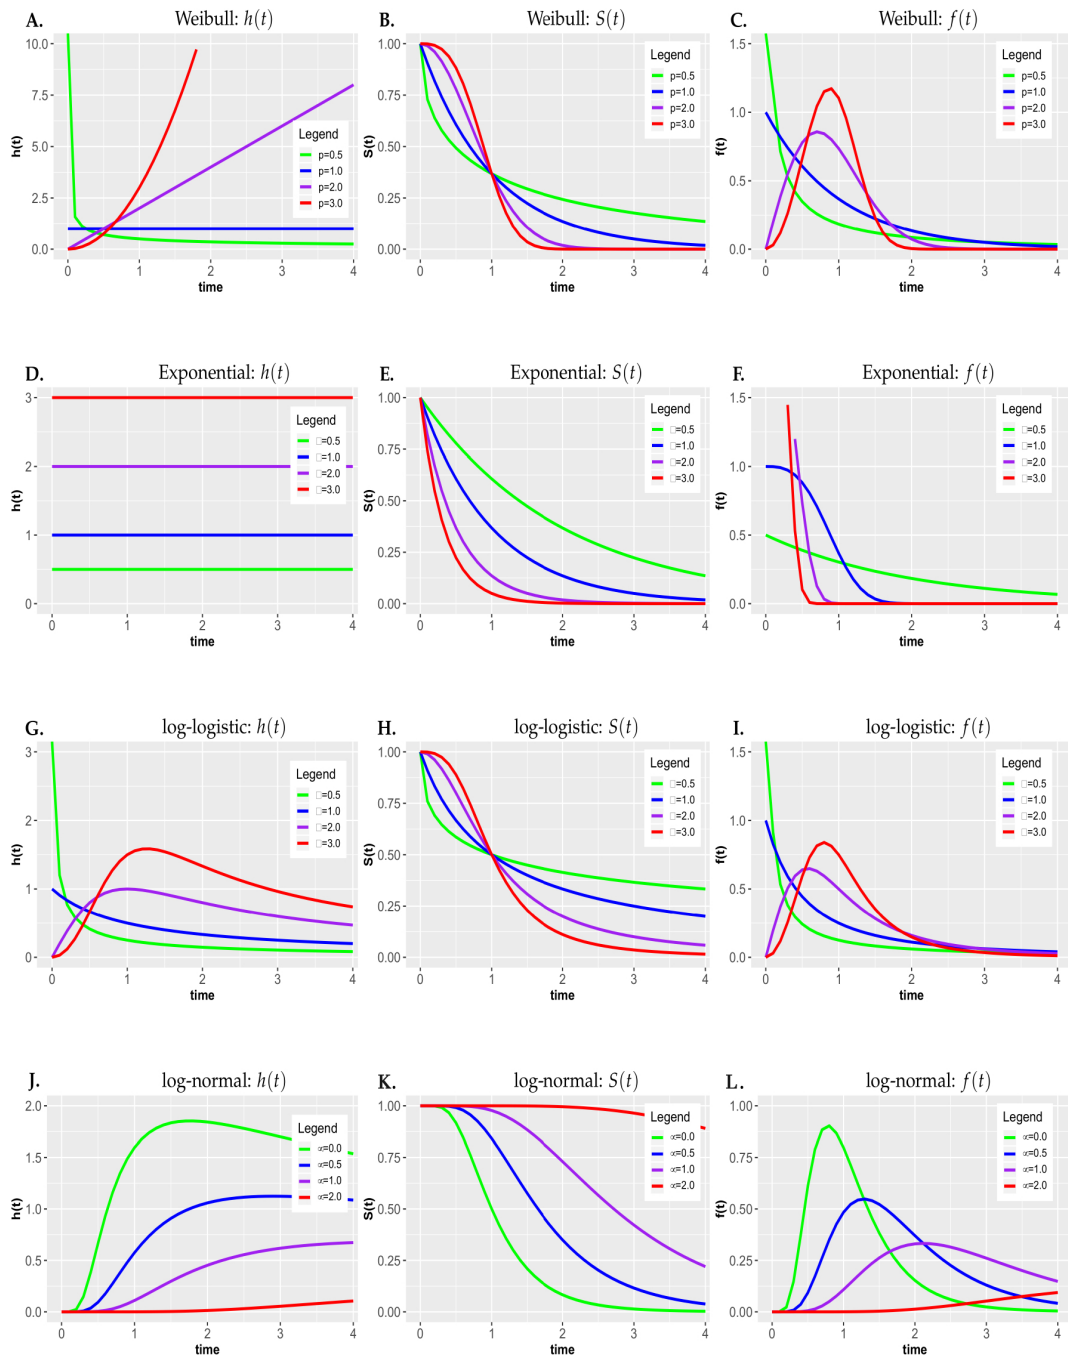 A. Weibull: h(t)
h(t)
10.0
7.5
5.0
2.5
0.0
Legend
p=0.5
p=1.0
p=2.0
p=3.0
0 1 2 3 4
time
B. Weibull: S(t)
S(t)
1.00
0.75
0.50
0.25
0.00
Legend
p=0.5
p=1.0
p=2.0
p=3.0
0 1 2 3 4
time
C. Weibull: f(t)
f(t)
1.5
1.0
0.5
0.0
Legend
p=0.5
p=1.0
p=2.0
p=3.0
0 1 2 3 4
time
D. Exponential: h(t)
h(t)
3
2
1
0
Legend
□=0.5
□=1.0
□=2.0
□=3.0
0 1 2 3 4
time
E. Exponential: S(t)
S(t)
1.00
0.75
0.50
0.25
0.00
Legend
□=0.5
□=1.0
□=2.0
□=3.0
0 1 2 3 4
time
F. Exponential: f(t)
f(t)
1.5
1.0
0.5
0.0
Legend
□=0.5
□=1.0
□=2.0
□=3.0
0 1 2 3 4
time
G. log-logistic: h(t)
h(t)
3
2
1
0
Legend
□=0.5
□=1.0
□=2.0
□=3.0
0 1 2 3 4
time
H. log-logistic: S(t)
S(t)
1.00
0.75
0.50
0.25
0.00
Legend
□=0.5
□=1.0
□=2.0
□=3.0
0 1 2 3 4
time
I. log-logistic: f(t)
f(t)
1.5
1.0
0.5
0.0
Legend
□=0.5
□=1.0
□=2.0
□=3.0
0 1 2 3 4
time
J. log-normal: h(t)
h(t)
2.0
1.5
1.0
0.5
0.0
Legend
∝=0.0
∝=0.5
∝=1.0
∝=2.0
0 1 2 3 4
time
K. log-normal: S(t)
S(t)
1.00
0.75
0.50
0.25
0.00
Legend
∝=0.0
∝=0.5
∝=1.0
∝=2.0
0 1 2 3 4
time
L. log-normal: f(t)
f(t)
1.00
0.75
0.50
0.25
0.00
Legend
∝=0.0
∝=0.5
∝=1.0
∝=2.0
0 1 2 3 4
time